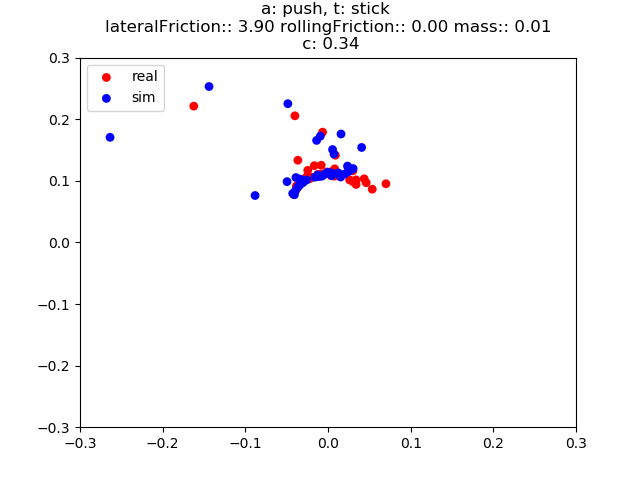 a: push, t: stick
lateralFriction:: 3.90 rollingFriction:: 0.00 mass:: 0.01
c: 0.34
real
sim
0.3
0.2
0.1
0.0
−0.1
−0.2
−0.3
−0.3
−0.2
−0.1
0.0
0.1
0.2
0.3